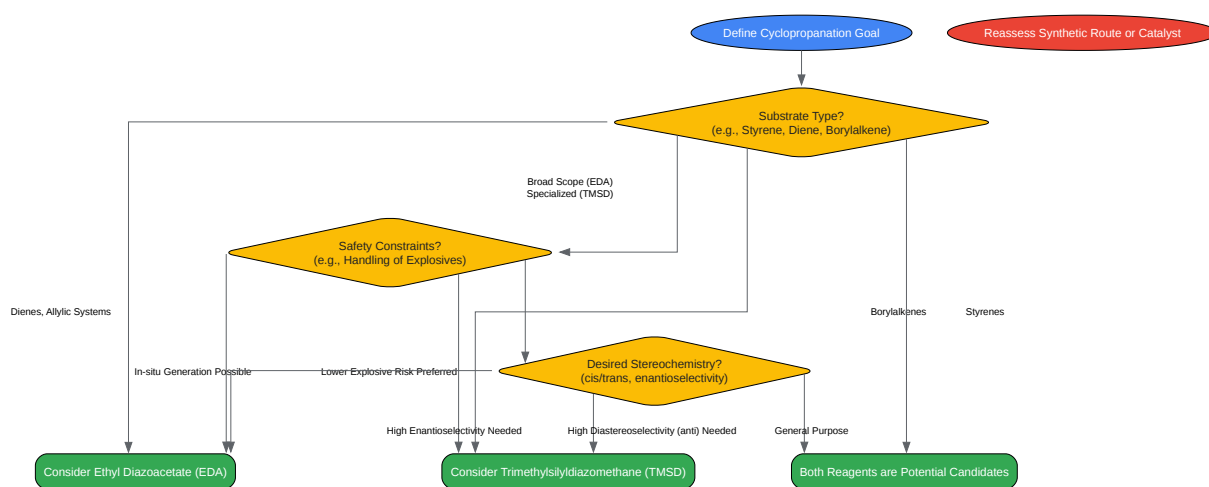 Define Cyclopropanation Goal
Reassess Synthetic Route or Catalyst
Substrate Type?
(e.g., Styrene, Diene, Borylalkene)
Broad Scope (EDA)
Specialized (TMSD)
Safety Constraints?
(e.g., Handling of Explosives)
Dienes, Allylic Systems
Borylalkenes
Styrenes
Desired Stereochemistry?
(cis/trans, enantioselectivity)
In-situ Generation Possible
Lower Explosive Risk Preferred
High Enantioselectivity Needed
High Diastereoselectivity (anti) Needed
General Purpose
Consider Ethyl Diazoacetate (EDA)
Consider Trimethylsilyldiazomethane (TMSD)
Both Reagents are Potential Candidates